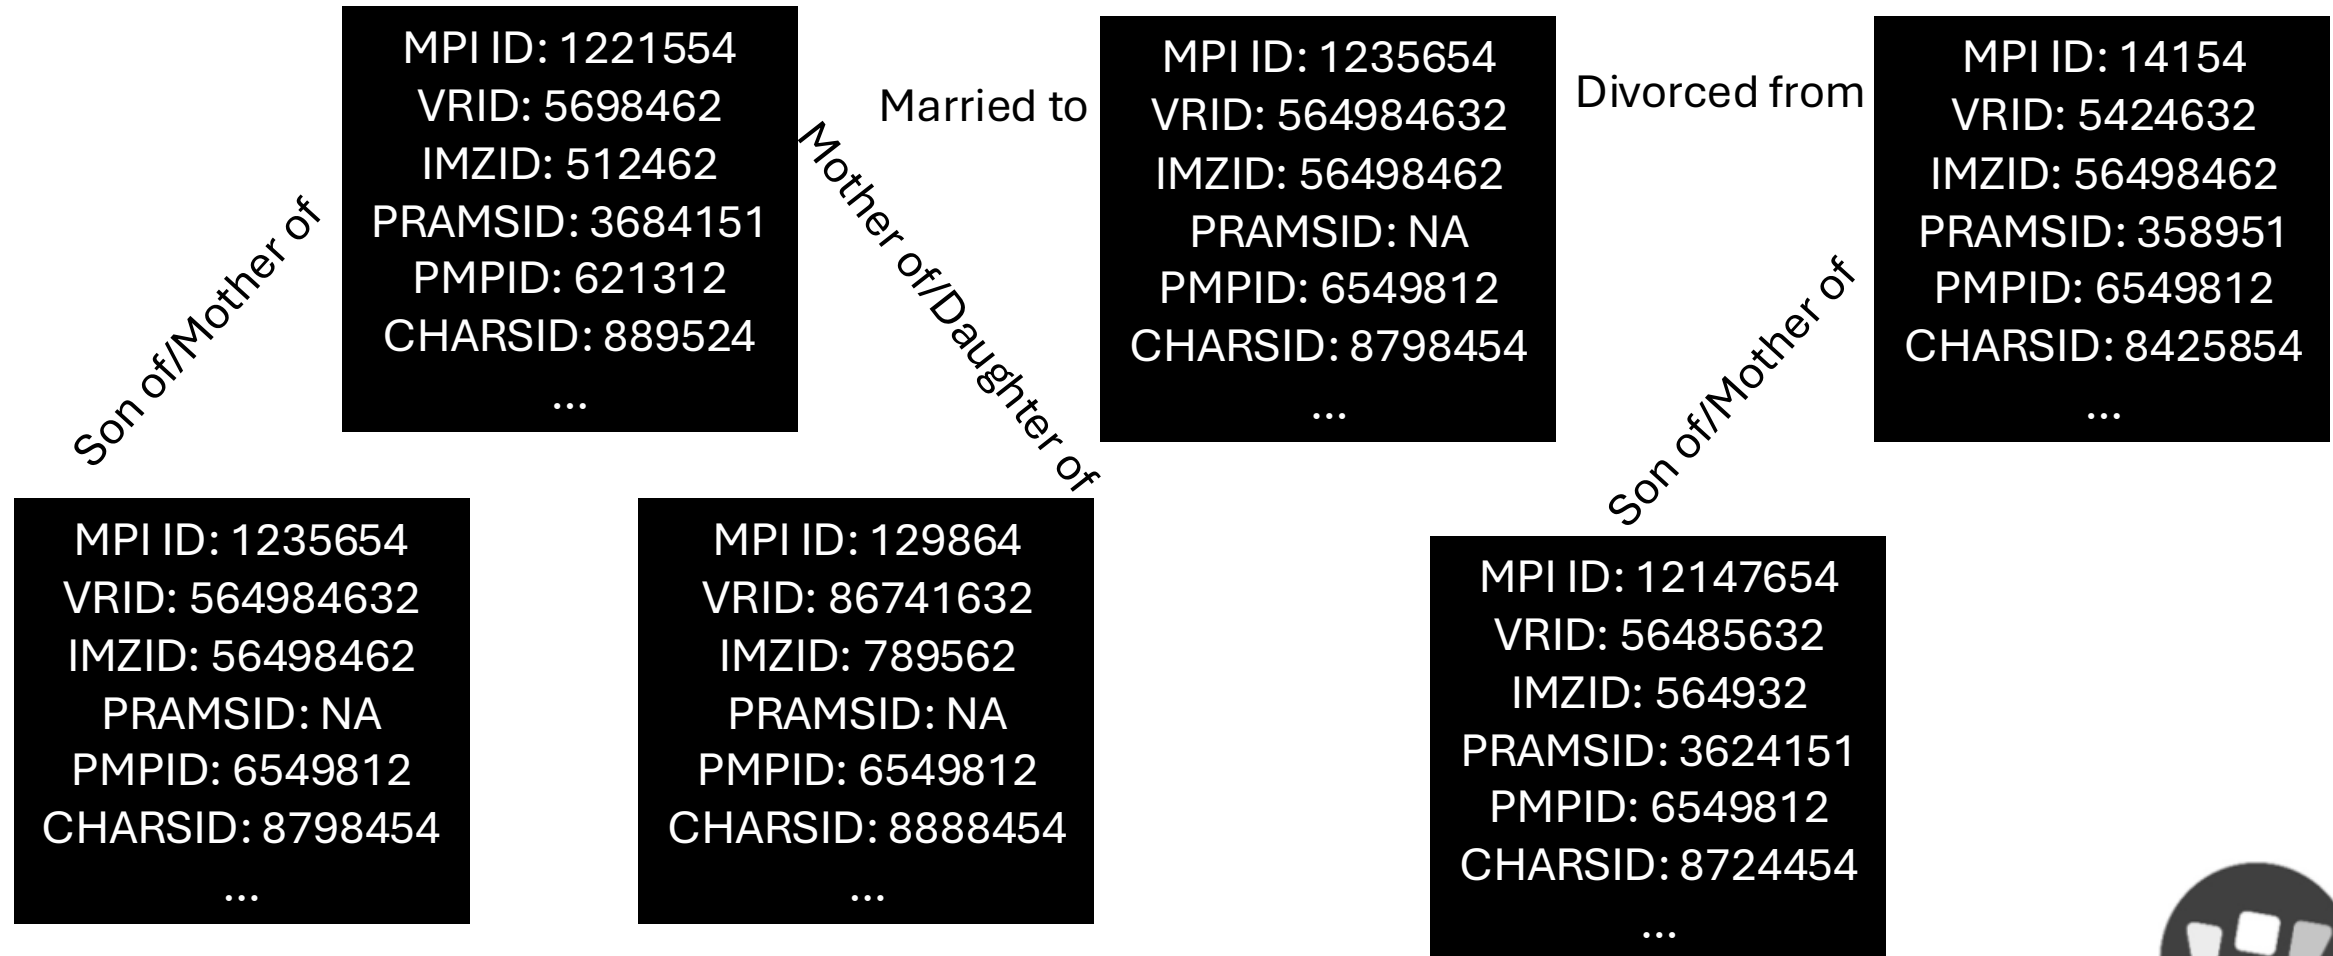 MPI ID: 1221554
VRID: 5698462
IMZID: 512462
PRAMSID: 3684151
PMPID: 621312
CHARSID: 889524
...
Married to
MPI ID: 1235654
VRID: 564984632
IMZID: 56498462
PRAMSID: NA
PMPID: 6549812
CHARSID: 8798454
...
Divorced from
MPI ID: 14154
VRID: 5424632
IMZID: 56498462
PRAMSID: 358951
PMPID: 6549812
CHARSID: 8425854
...
Son of/Mother of
Mother of/Daughter of
Son of/Mother of
MPI ID: 1235654
VRID: 564984632
IMZID: 56498462
PRAMSID: NA
PMPID: 6549812
CHARSID: 8798454
...
MPI ID: 129864
VRID: 86741632
IMZID: 789562
PRAMSID: NA
PMPID: 6549812
CHARSID: 8888454
...
MPI ID: 12147654
VRID: 56485632
IMZID: 564932
PRAMSID: 3624151
PMPID: 6549812
CHARSID: 8724454
...